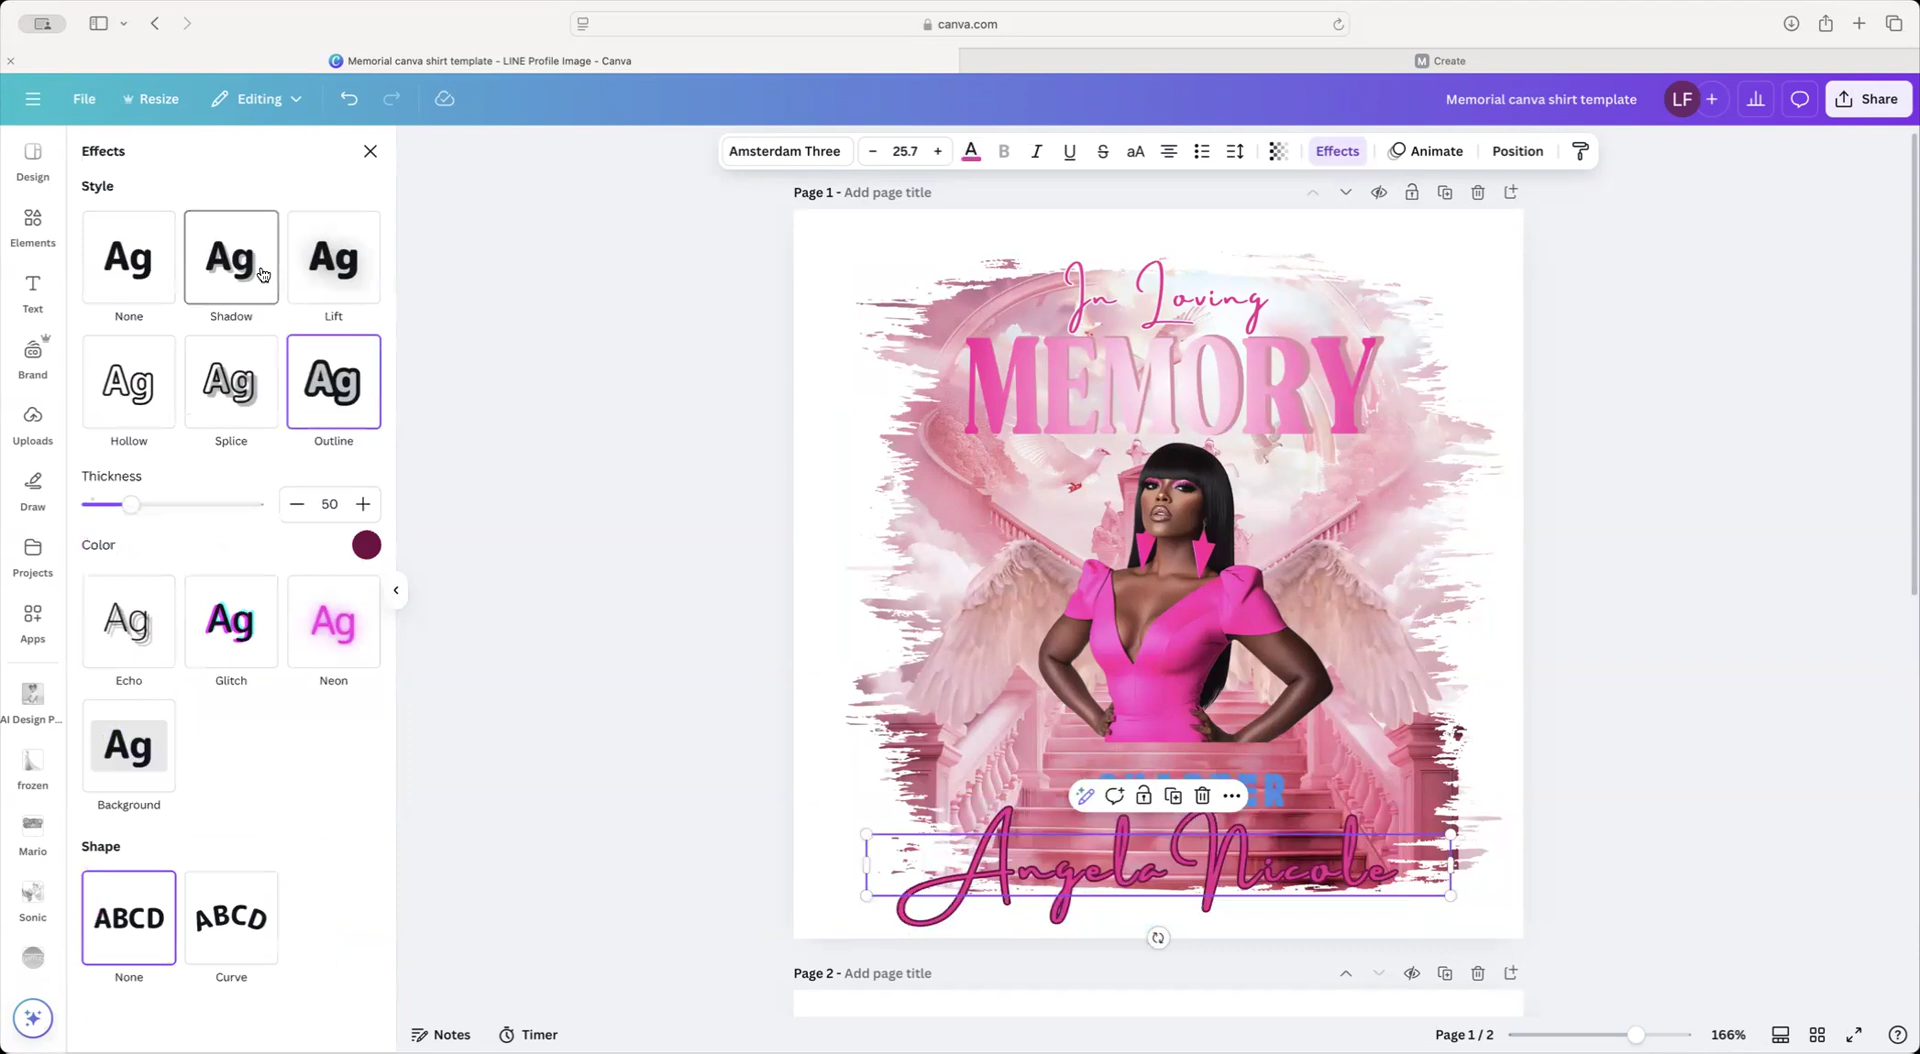 canva.com
Memorial canva shirt template - LINE Profile Image - Canva
M Create
File
Resize
Editing
Memorial canva shirt template
LF
Share
Design
Elements
Text
Brand
Uploads
Draw
Projects
Apps
AI Design P...
frozen
Mario
Sonic
Effects
Style
Ag
None
Ag
Shadow
Ag
Lift
Ag
Hollow
Ag
Splice
Ag
Outline
Thickness
50
Color
Ag
Echo
Ag
Glitch
Ag
Neon
Ag
Background
Shape
ABCD
None
ABCD
Curve
Amsterdam Three
25.7
A
B
I
U
S
aA
Effects
Animate
Position
Page 1 - Add page title
In Loving
MEMORY
Angela Nicole
Page 2 - Add page title
Notes
Timer
Page 1 / 2
166%